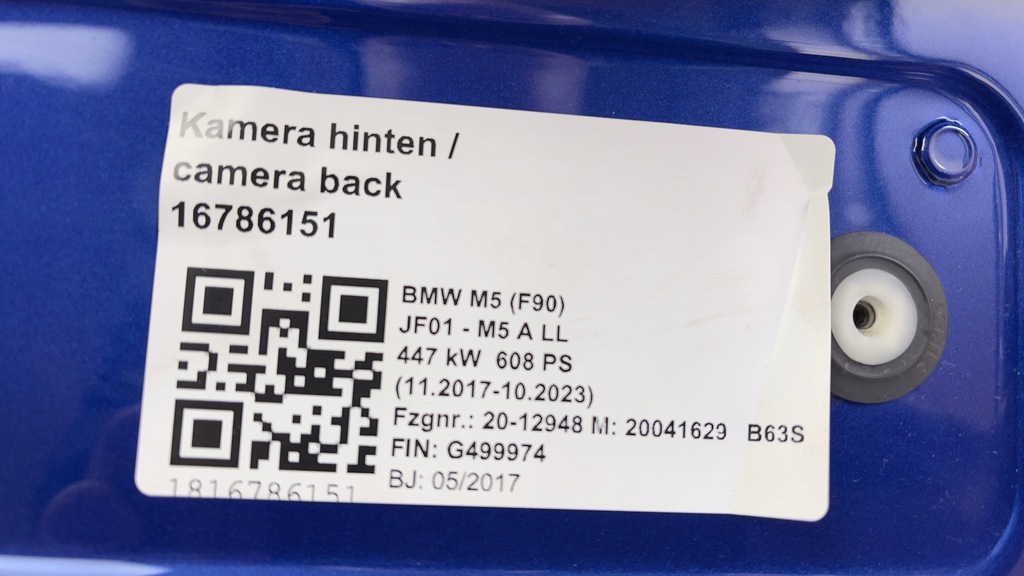 Kamera hinten /
camera back
16786151
BMW M5 (F90)
JF01 - M5 A LL
447 kW 608 PS
(11.2017-10.2023)
Fzgnr.: 20-12948 M: 20041629 B63S
FIN: G499974
BJ: 05/2017
1816786151